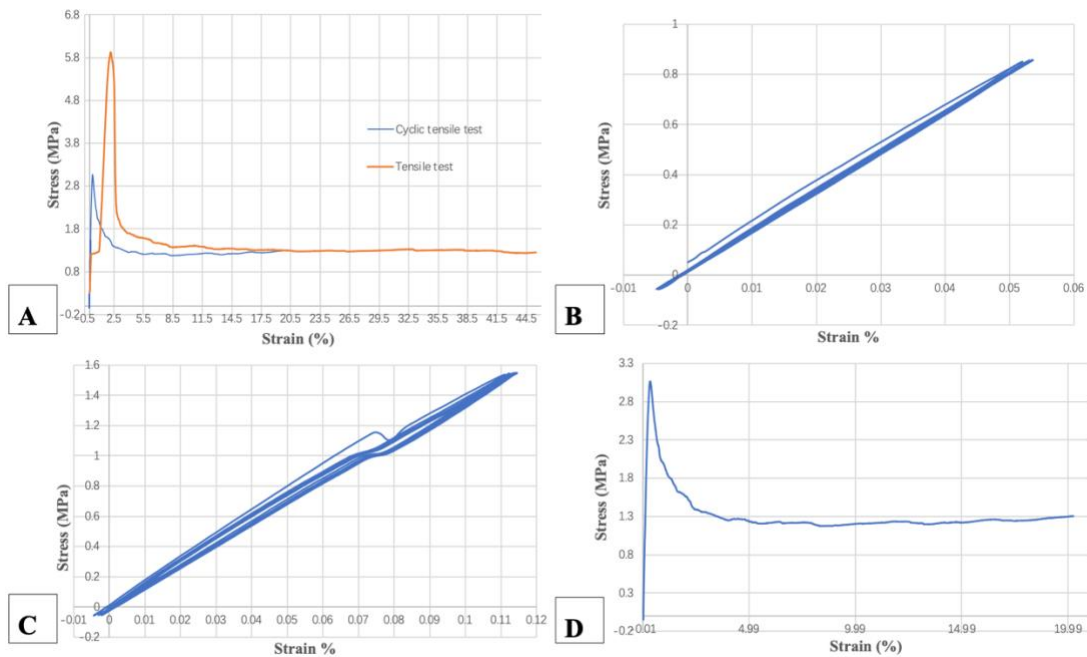 6.8
5.8
4.8
3.8
2.8
1.8
0.8
-0.2
Stress (MPa)
Cyclic tensile test
Tensile test
-0.5 2.5 5.5 8.5 11.5 14.5 17.5 20.5 23.5 26.5 29.5 32.5 35.5 38.5 41.5 44.5
Strain (%)
A
1
0.8
0.6
0.4
0.2
0
-0.2
Stress (MPa)
-0.01 0 0.01 0.02 0.03 0.04 0.05 0.06
Strain %
B
1.6
1.4
1.2
1
0.8
0.6
0.4
0.2
0
-0.2
Stress (MPa)
-0.01 0 0.01 0.02 0.03 0.04 0.05 0.06 0.07 0.08 0.09 0.1 0.11 0.12
Strain %
C
3.3
2.8
2.3
1.8
1.3
0.8
0.3
-0.2
Stress (MPa)
-0.01 4.99 9.99 14.99 19.99
Strain (%)
D